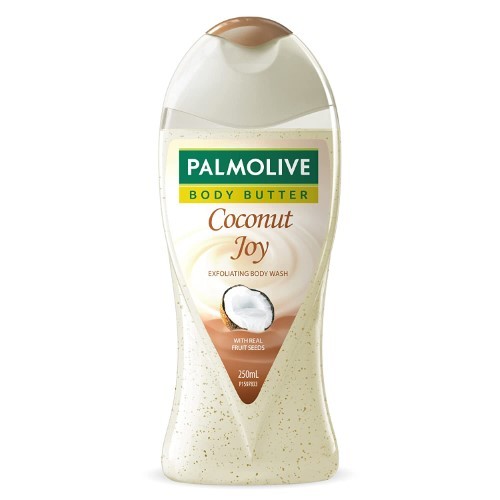 PALMOLIVE
BODY BUTTER
Coconut
Joy
EXFOLIATING BODY WASH
WITH REAL
FRUIT SEEDS
250mL